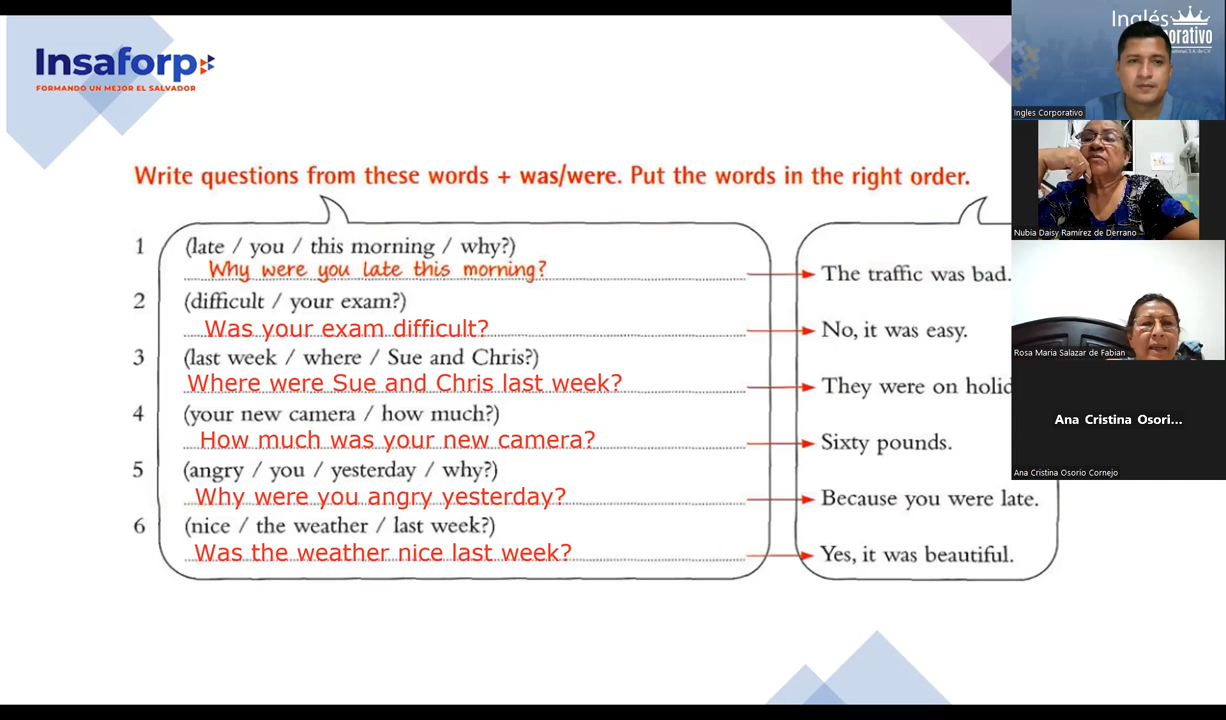 Insaforp
FORMANDO UN MEJOR EL SALVADOR
Write questions from these words + was/were. Put the words in the right order.
1 (late / you / this morning / why?)
Why were you late this morning?
The traffic was bad.
2 (difficult / your exam?)
Was your exam difficult?
No, it was easy.
3 (last week / where / Sue and Chris?)
Where were Sue and Chris last week?
They were on holid
4 (your new camera / how much?)
How much was your new camera?
Sixty pounds.
5 (angry / you / yesterday / why?)
Why were you angry yesterday?
Because you were late.
6 (nice / the weather / last week?)
Was the weather nice last week?
Yes, it was beautiful.
Inglés
orativo
Ingles Corporativo
Nubia Daisy Ramírez de Derrano
Rosa Maria Salazar de Fabian
Ana Cristina Osori...
Ana Cristina Osorio Cornejo